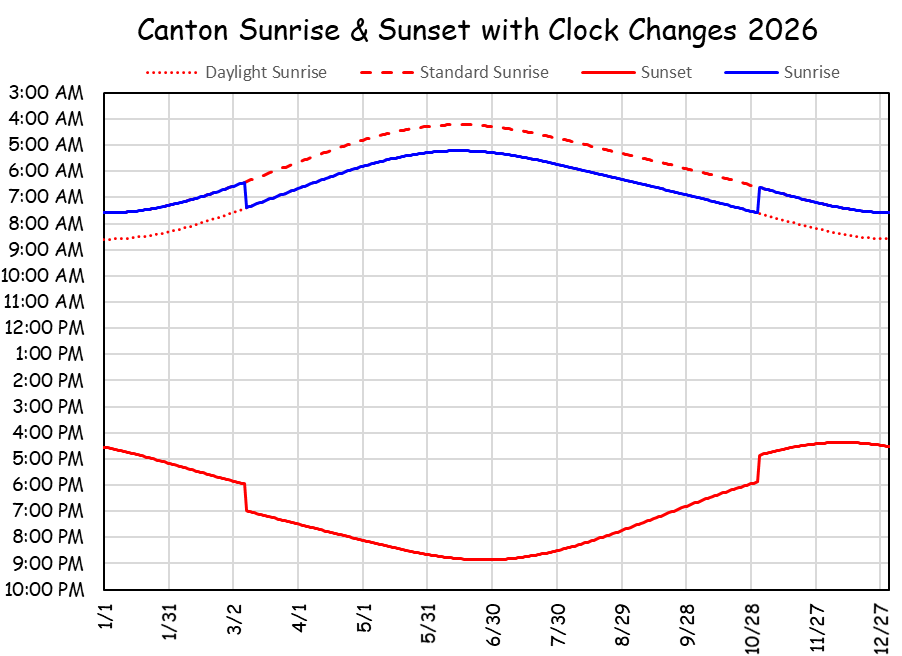 Canton Sunrise & Sunset with Clock Changes 2026
Daylight Sunrise Standard Sunrise Sunset Sunrise
3:00 AM
4:00 AM
5:00 AM
6:00 AM
7:00 AM
8:00 AM
9:00 AM
10:00 AM
11:00 AM
12:00 PM
1:00 PM
2:00 PM
3:00 PM
4:00 PM
5:00 PM
6:00 PM
7:00 PM
8:00 PM
9:00 PM
10:00 PM
1/1 1/31 3/2 4/1 5/1 5/31 6/30 7/30 8/29 9/28 10/28 11/27 12/27